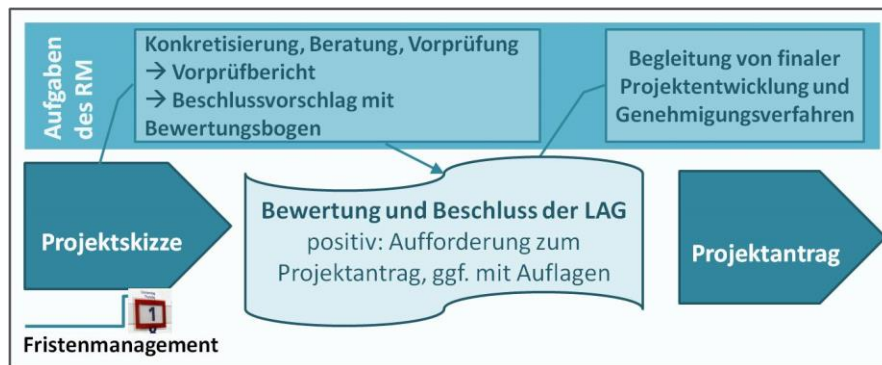 Aufgaben
des RM
Konkretisierung, Beratung, Vorprüfung
→ Vorprüfbericht
→ Beschlussvorschlag mit
Bewertungsbogen
Begleitung von finaler
Projektentwicklung und
Genehmigungsverfahren
Projektskizze
Bewertung und Beschluss der LAG
positiv: Aufforderung zum
Projektantrag, ggf. mit Auflagen
Projektantrag
1
Fristenmanagement